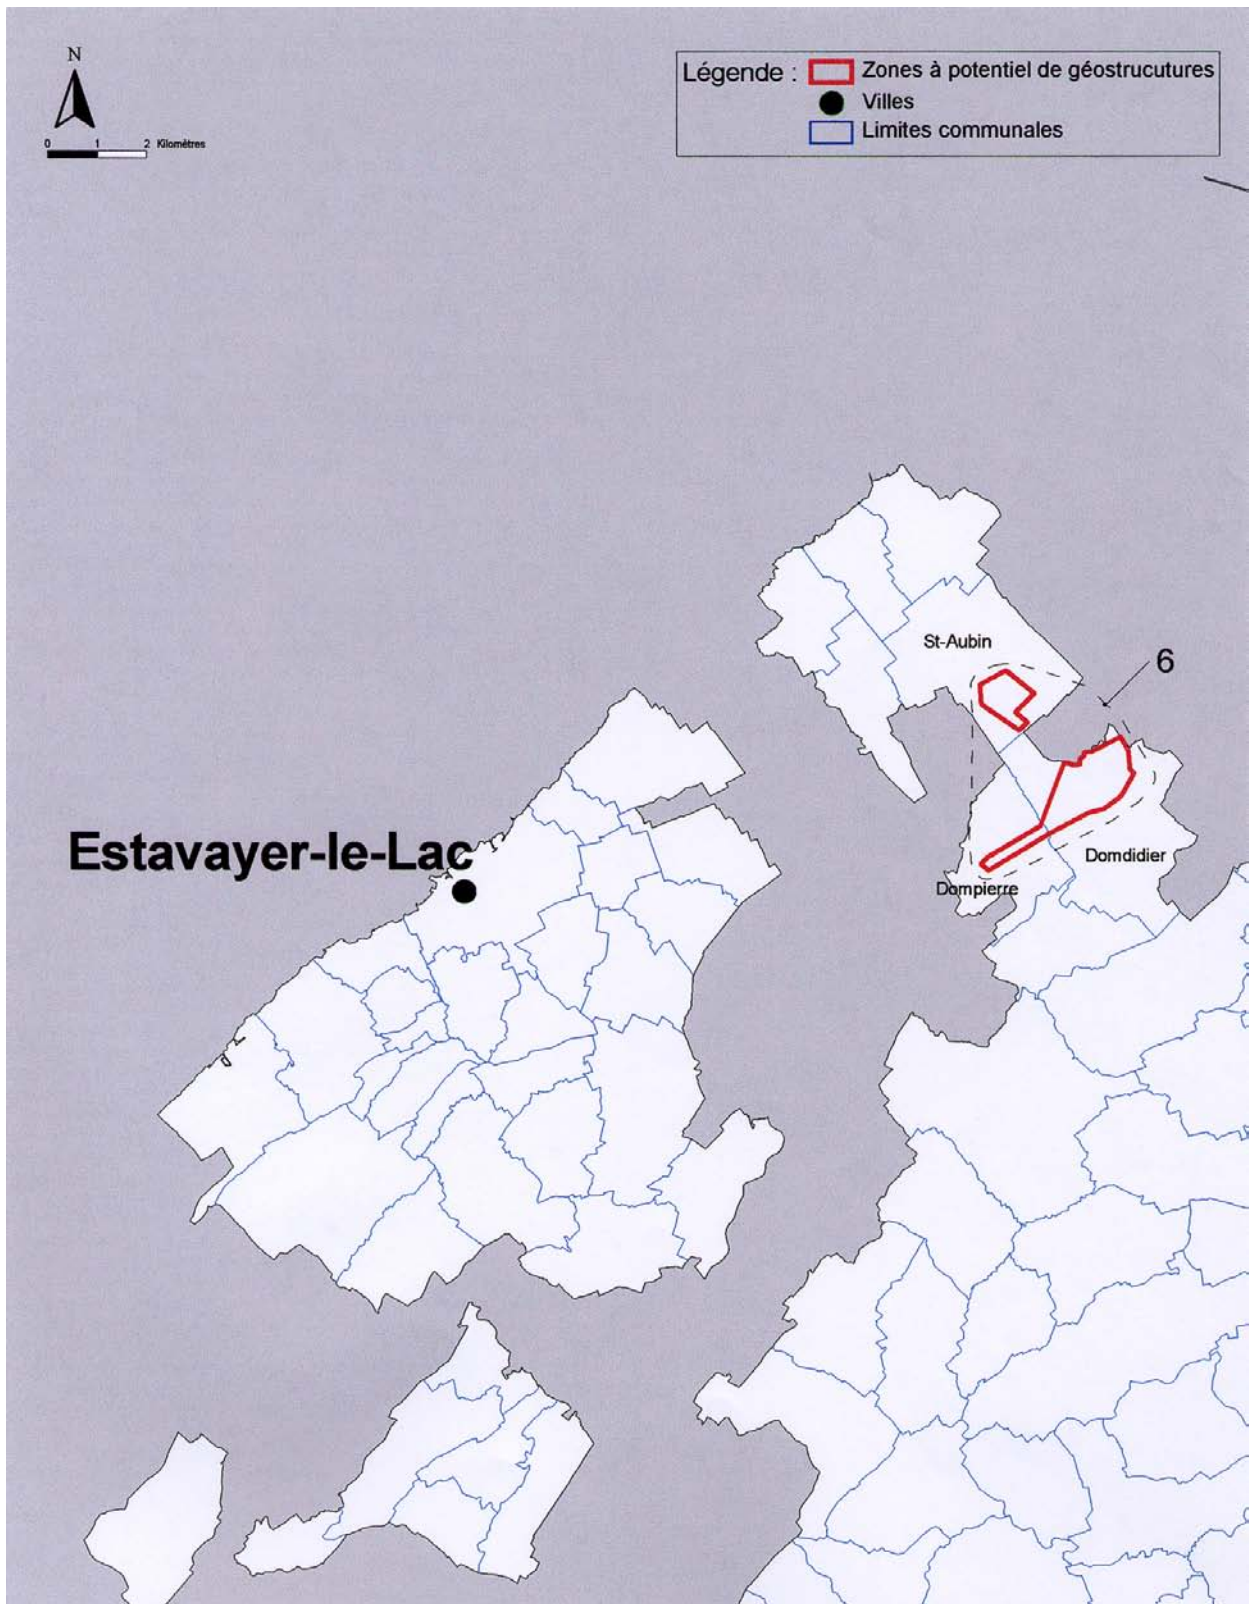 N
0 1 2 Kilomètres
Légende :
Zones à potentiel de géostrucutures
Villes
Limites communales
St-Aubin
6
Estavayer-le-Lac
Domdidier
Dompierre